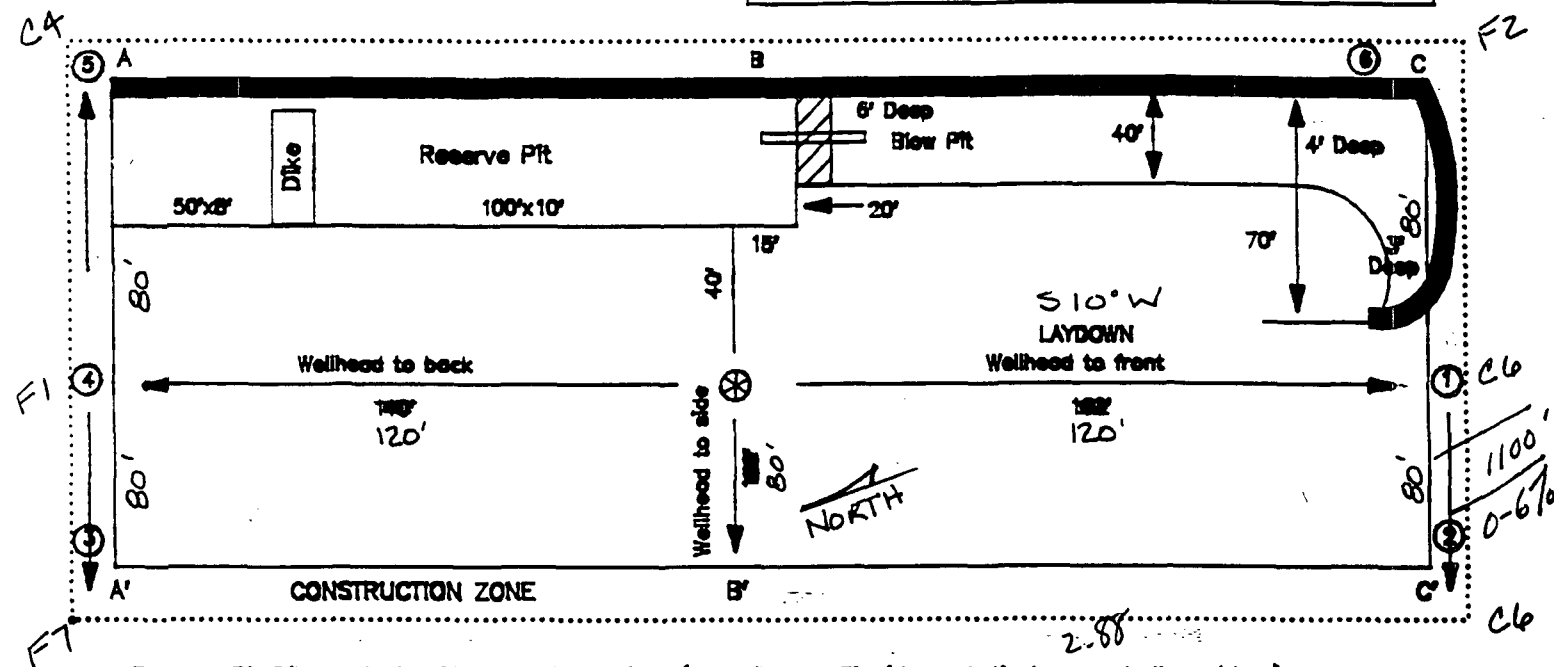 C4
F2
5 A B 6 C
6' Deep
Blow Pit
40'
4' Deep
Dike
Reserve Pit
50'x8'
100'x10'
20'
15'
80'
70'
Deep
80'
40'
S 10° W
LAYDOWN
Wellhead to back
Wellhead to front
F1
4
1
C6
120'
120'
Wellhead to side
80'
80'
80'
1100'
0-6%
NORTH
3
2
A' CONSTRUCTION ZONE B' C'
F7
2.88
C6